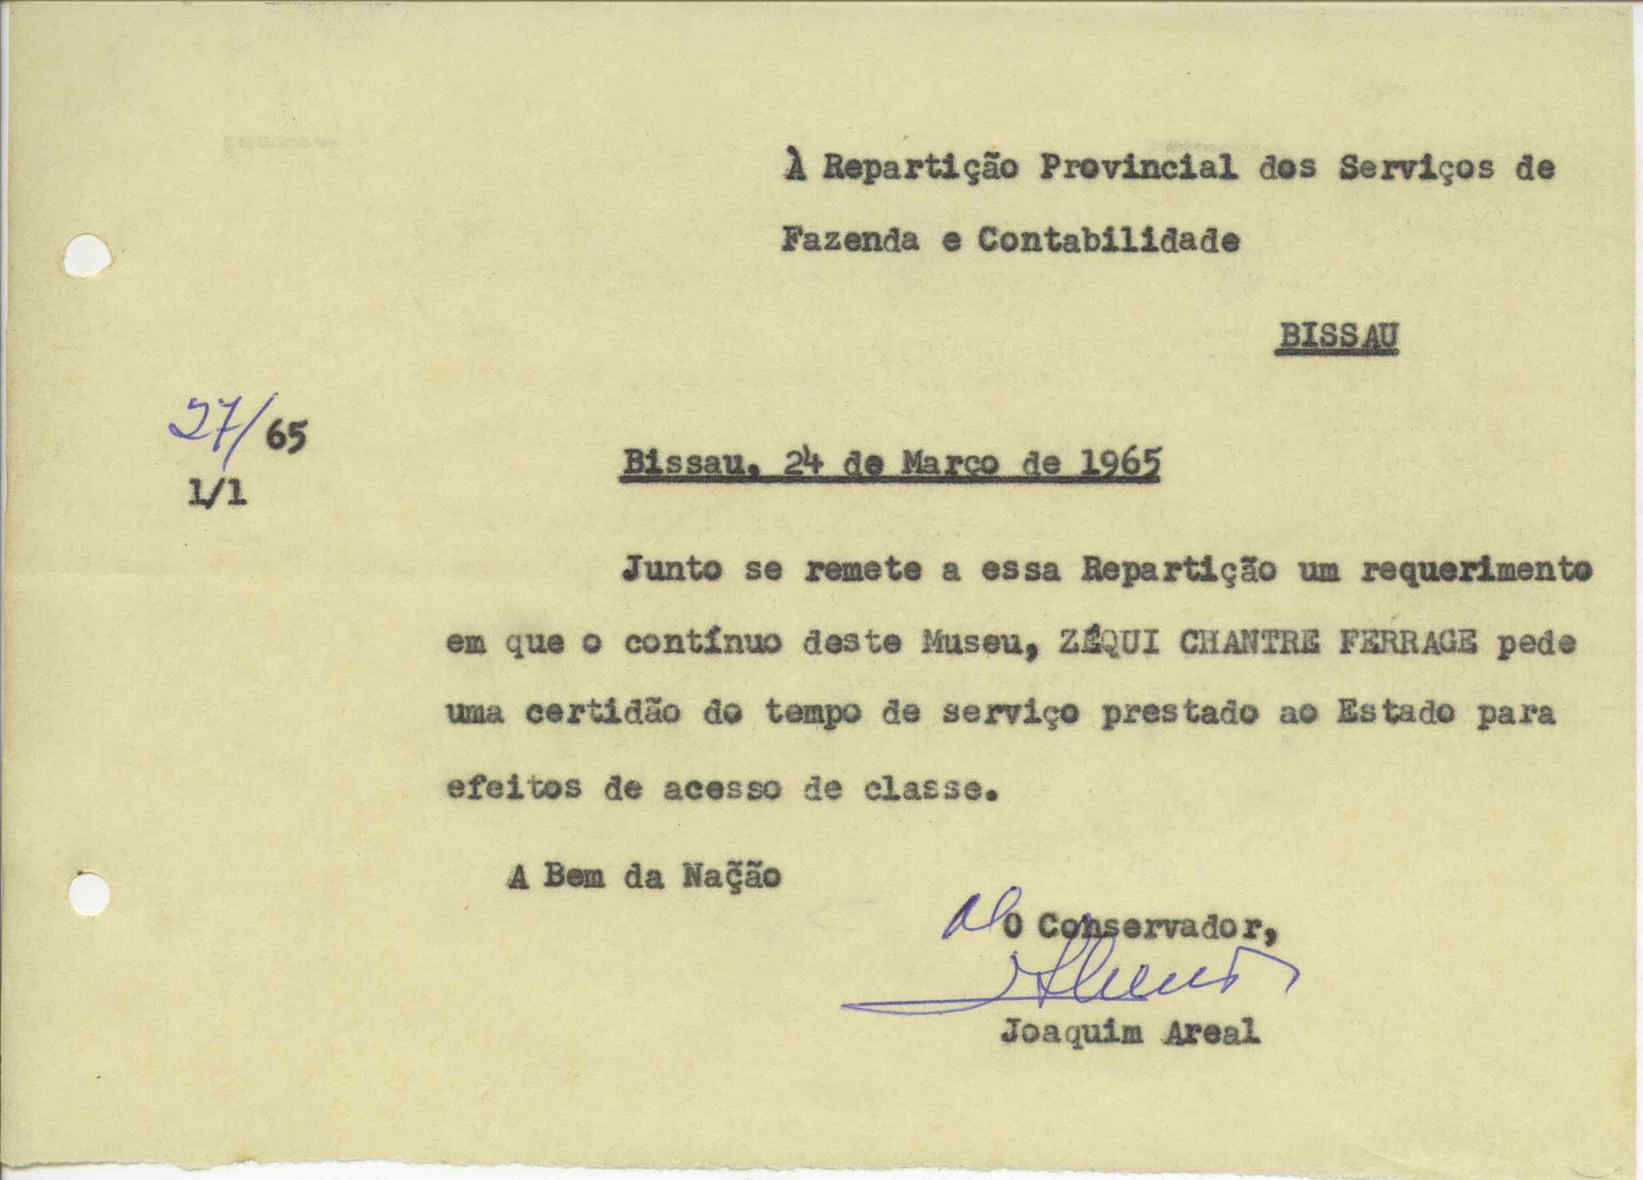 À Repartição Provincial dos Serviços de
Fazenda e Contabilidade
BISSAU
27/65
1/1
Bissau, 24 de Março de 1965
Junto se remete a essa Repartição um requerimento
em que o contínuo deste Museu, ZÉQUI CHANTRE FERRAGE pede
uma certidão do tempo de serviço prestado ao Estado para
efeitos de acesso de classe.
A Bem da Nação
O Conservador,
Joaquim Areal